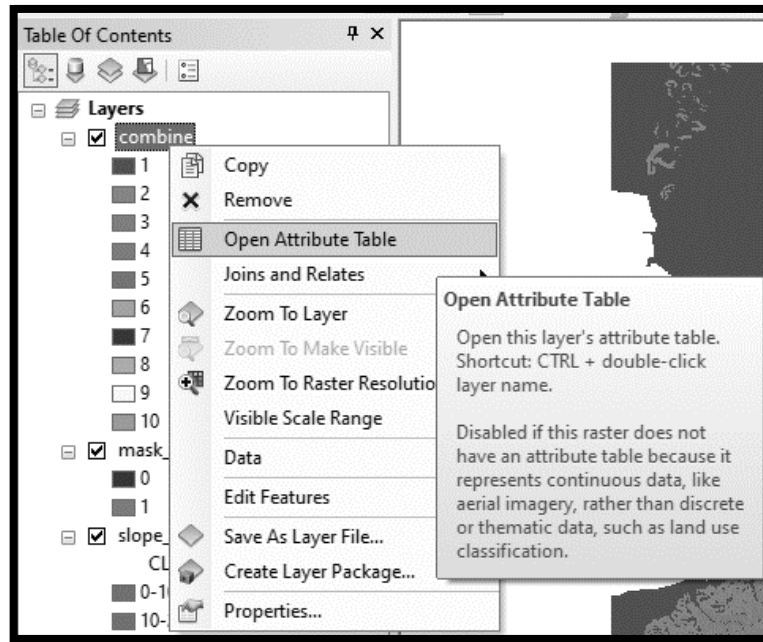 Table Of Contents
Layers
combine
1
2
3
4
5
6
7
8
9
10
mask_
0
1
slope_
CL
0-10
10-
Copy
Remove
Open Attribute Table
Joins and Relates
Zoom To Layer
Zoom To Make Visible
Zoom To Raster Resolutio
Visible Scale Range
Data
Edit Features
Save As Layer File...
Create Layer Package...
Properties...
Open Attribute Table
Open this layer's attribute table.
Shortcut: CTRL + double-click
layer name.
Disabled if this raster does not
have an attribute table because it
represents continuous data, like
aerial imagery, rather than discrete
or thematic data, such as land use
classification.